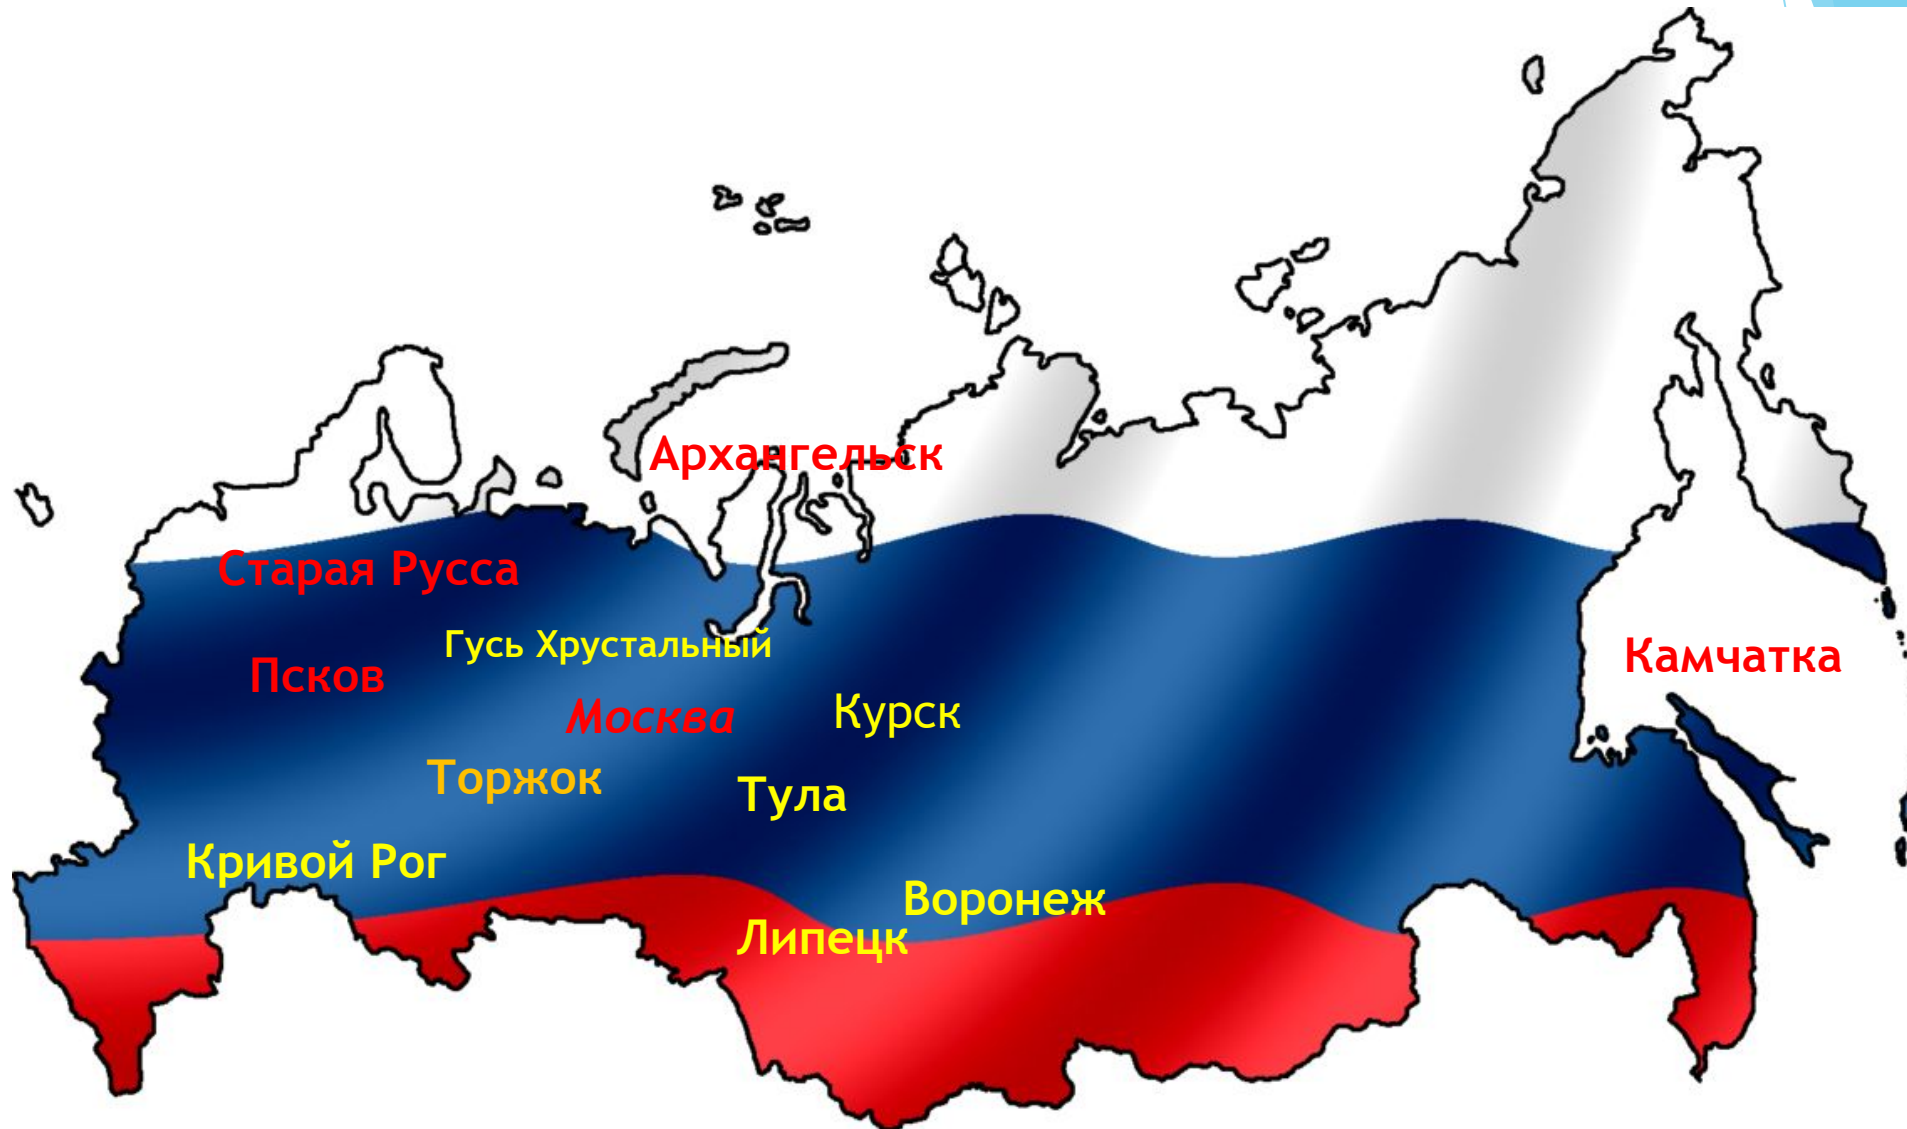 Архангельск
Старая Русса
Гусь Хрустальный
Камчатка
Псков
Москва
Курск
Торжок
Тула
Кривой Рог
Воронеж
Липецк